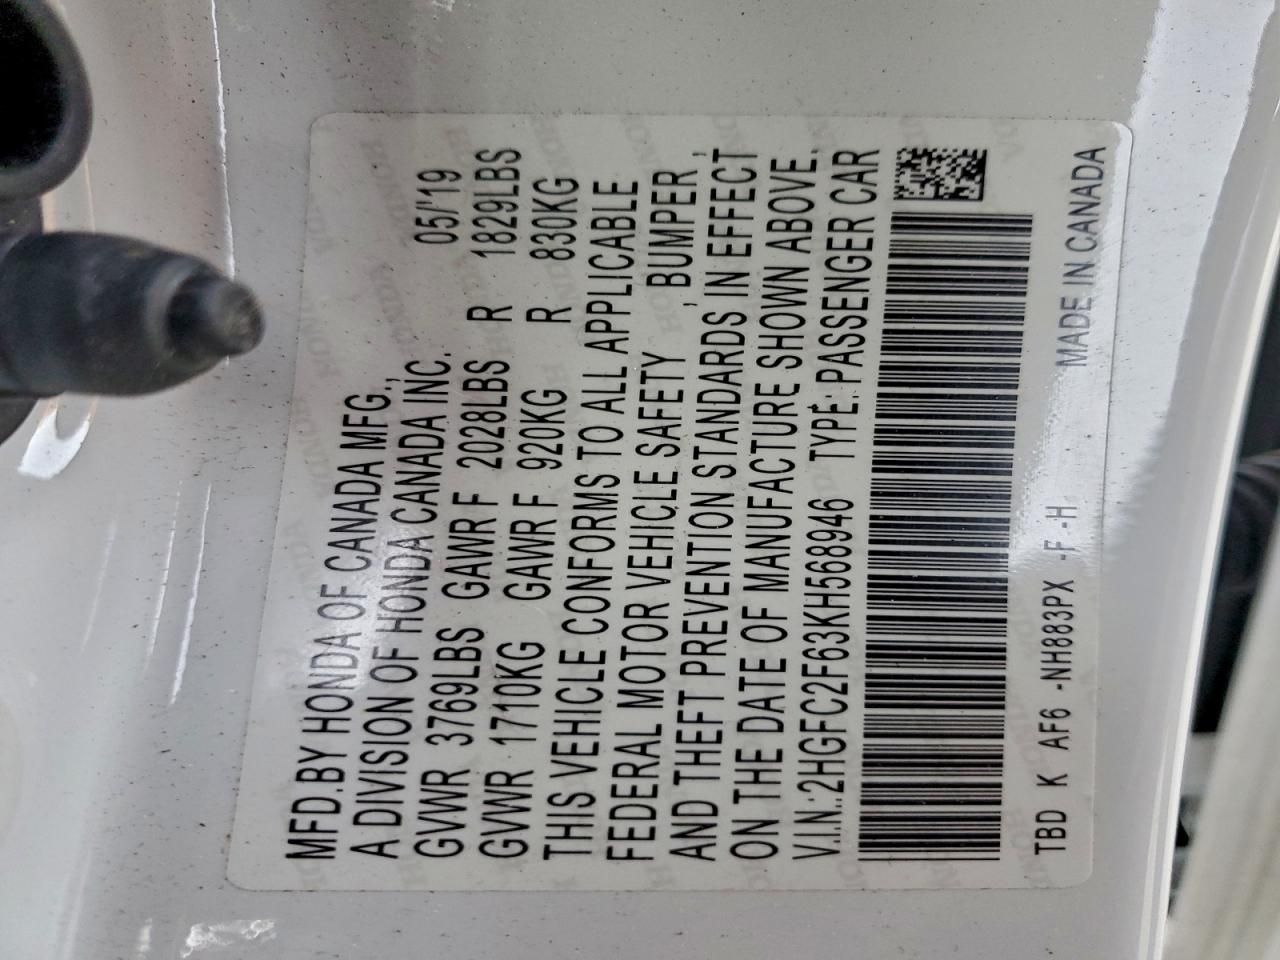 MFD.BY HONDA OF CANADA MFG.,
A DIVISION OF HONDA CANADA INC. 05/'19
GVWR 3769LBS GAWR F 2028LBS R 1829LBS
GVWR 1710KG GAWR F 920KG R 830KG
THIS VEHICLE CONFORMS TO ALL APPLICABLE
FEDERAL MOTOR VEHICLE SAFETY , BUMPER ,
AND THEFT PREVENTION STANDARDS IN EFFECT
ON THE DATE OF MANUFACTURE SHOWN ABOVE.
V.I.N.:2HGFC2F63KH568946 TYPE: PASSENGER CAR
TBD K AF6 -NH883PX -F -H MADE IN CANADA